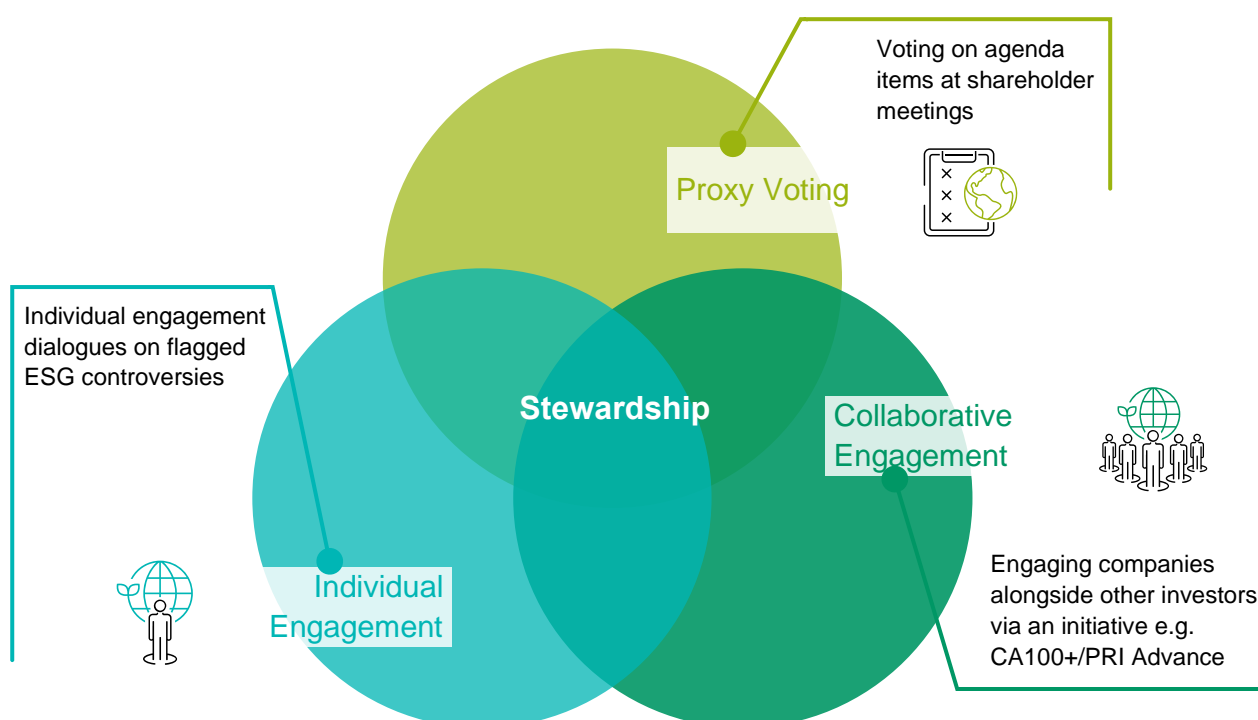 Voting on agenda
items at shareholder
meetings
Proxy Voting
Individual engagement
dialogues on flagged
ESG controversies
Stewardship
Collaborative
Engagement
Individual
Engagement
Engaging companies
alongside other investors
via an initiative e.g.
CA100+/PRI Advance